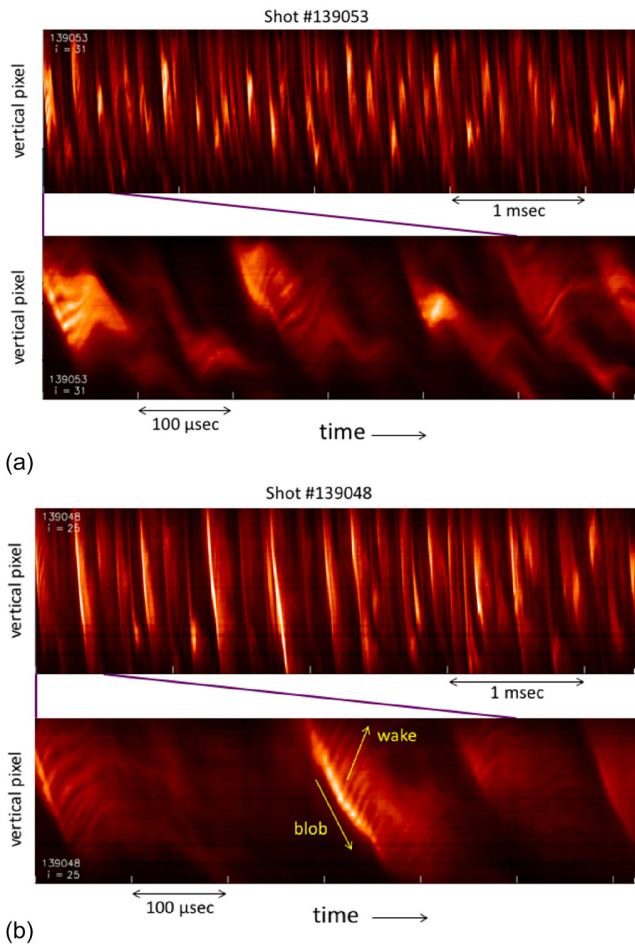 Shot #139053
139053
i = 31
vertical pixel
1 msec
vertical pixel
139053
i = 31
100 μsec
time
(a)
Shot #139048
139048
i = 25
vertical pixel
1 msec
vertical pixel
wake
blob
139048
i = 25
100 μsec
time
(b)